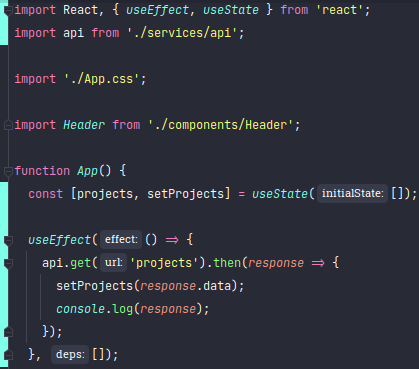 import React, { useEffect, useState } from 'react';
import api from './services/api';
import './App.css';
import Header from './components/Header';
function App() {
  const [projects, setProjects] = useState( initialState: []);
  useEffect( effect: () => {
    api.get( url: 'projects').then(response => {
      setProjects(response.data);
      console.log(response);
    });
  }, deps: []);